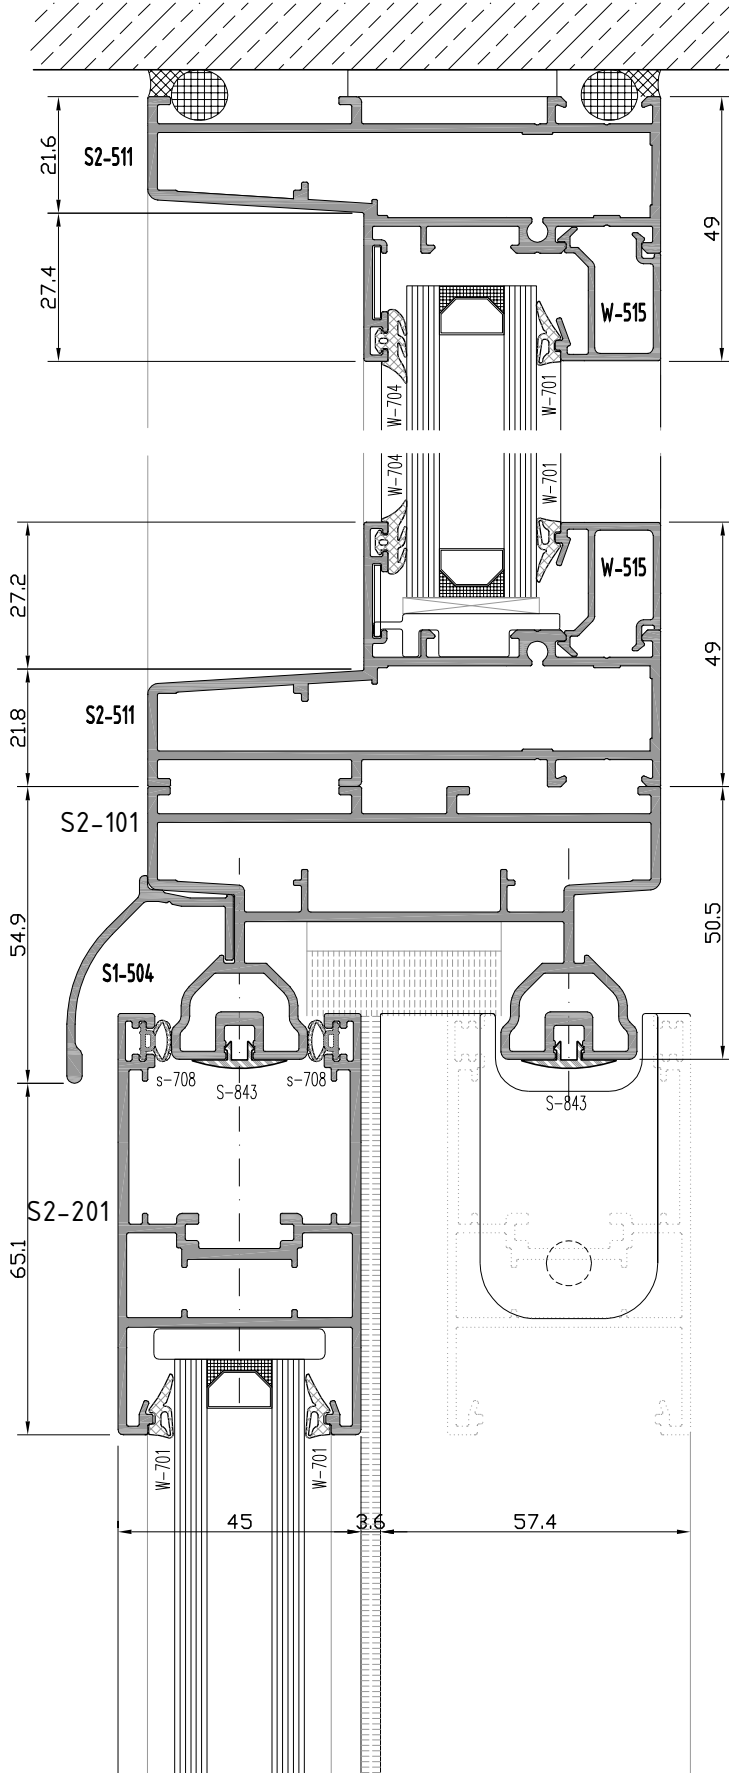 21.6
S2-511
49
27.4
W-515
W-704
W-701
W-704
W-701
27.2
W-515
49
21.8
S2-511
S2-101
54.9
50.5
S1-504
s-708
S-843
s-708
S-843
S2-201
65.1
W-701
W-701
45
3.6
57.4